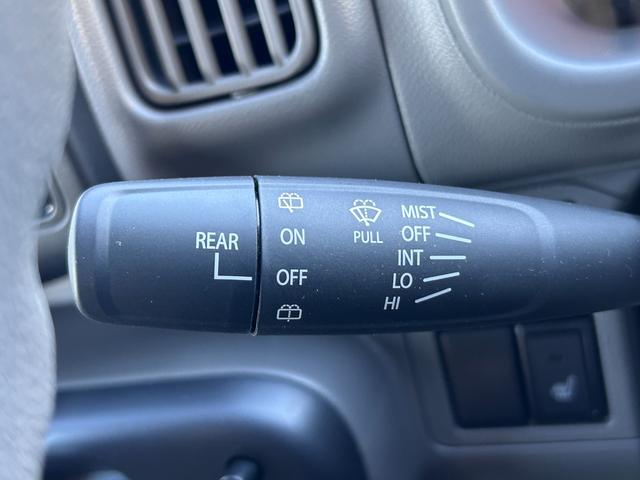 REAR
ON
OFF
PULL
MIST
OFF
INT
LO
HI